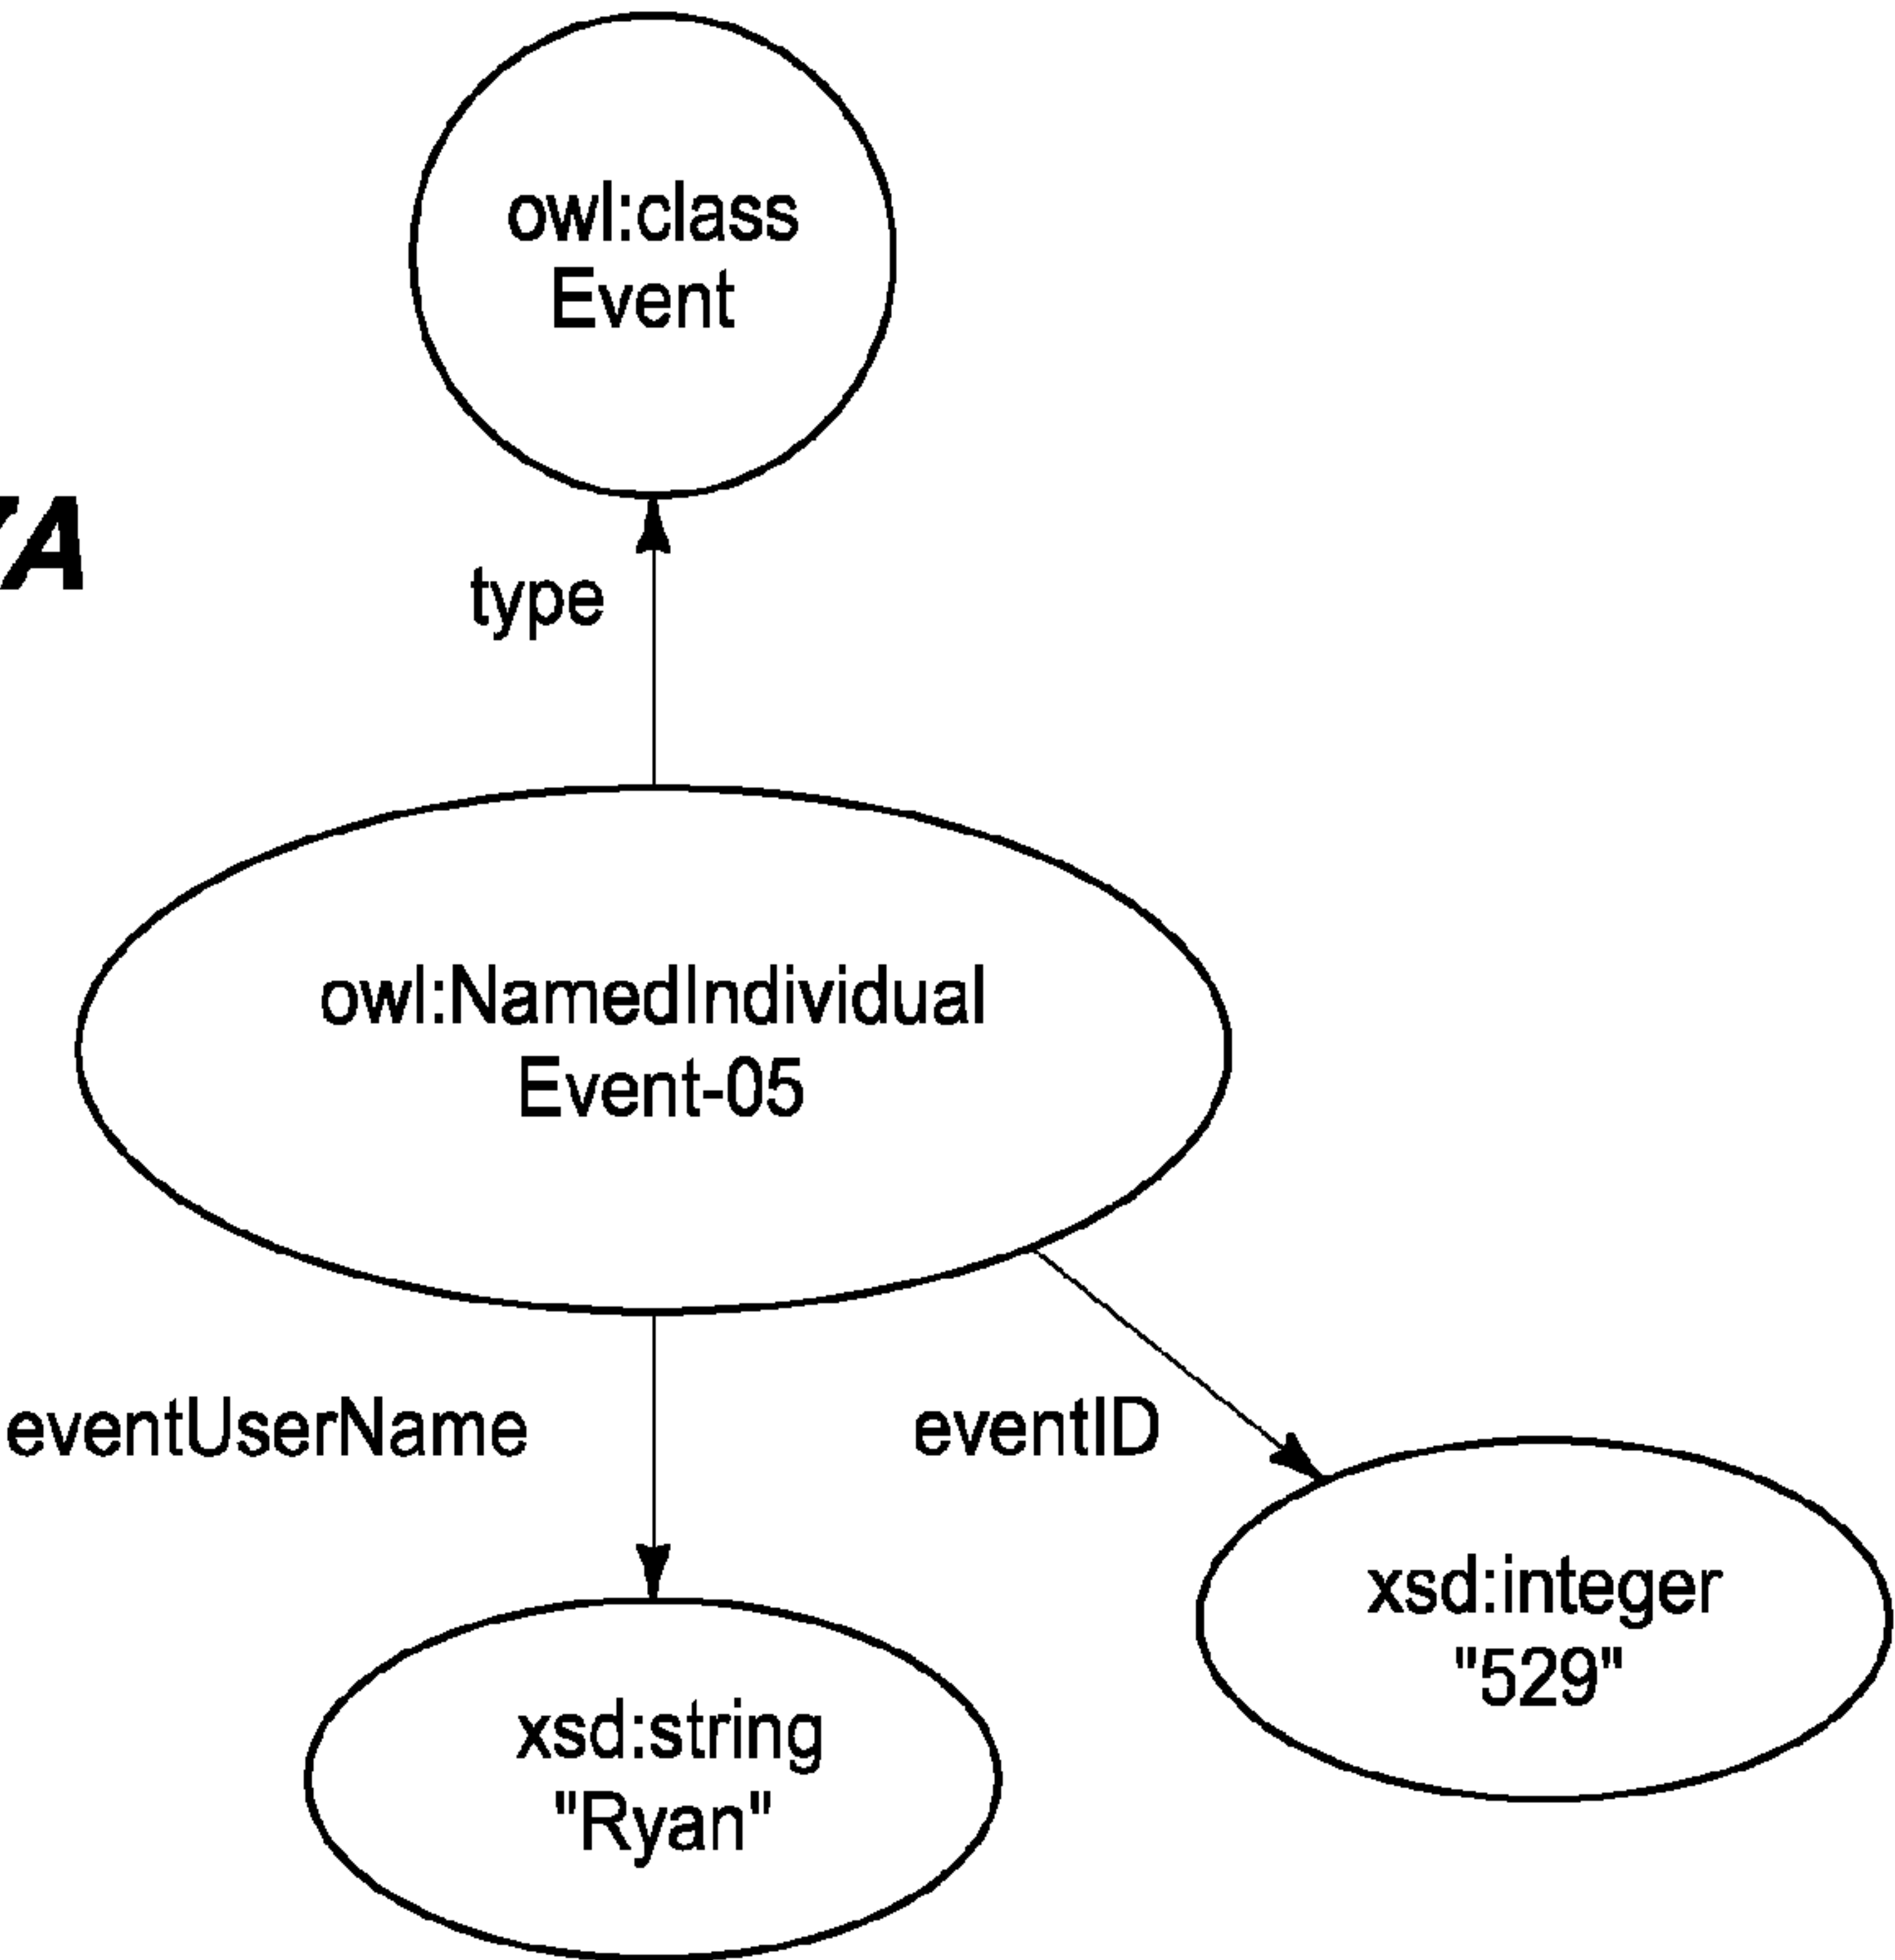 owl:class
Event
type
owl:NamedIndividual
Event-05
eventUserName
eventID
xsd:integer
"529"
xsd:string
"Ryan"